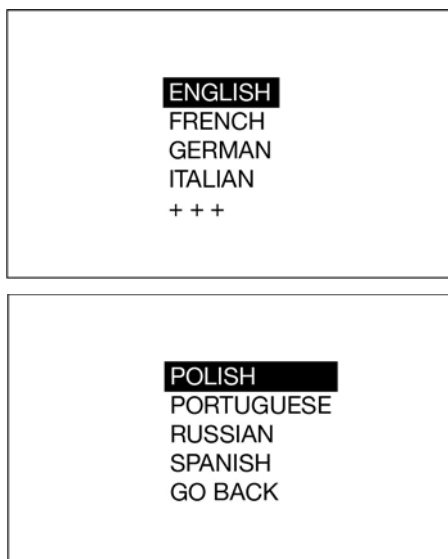 ENGLISH
FRENCH
GERMAN
ITALIAN
+ + +
POLISH
PORTUGUESE
RUSSIAN
SPANISH
GO BACK